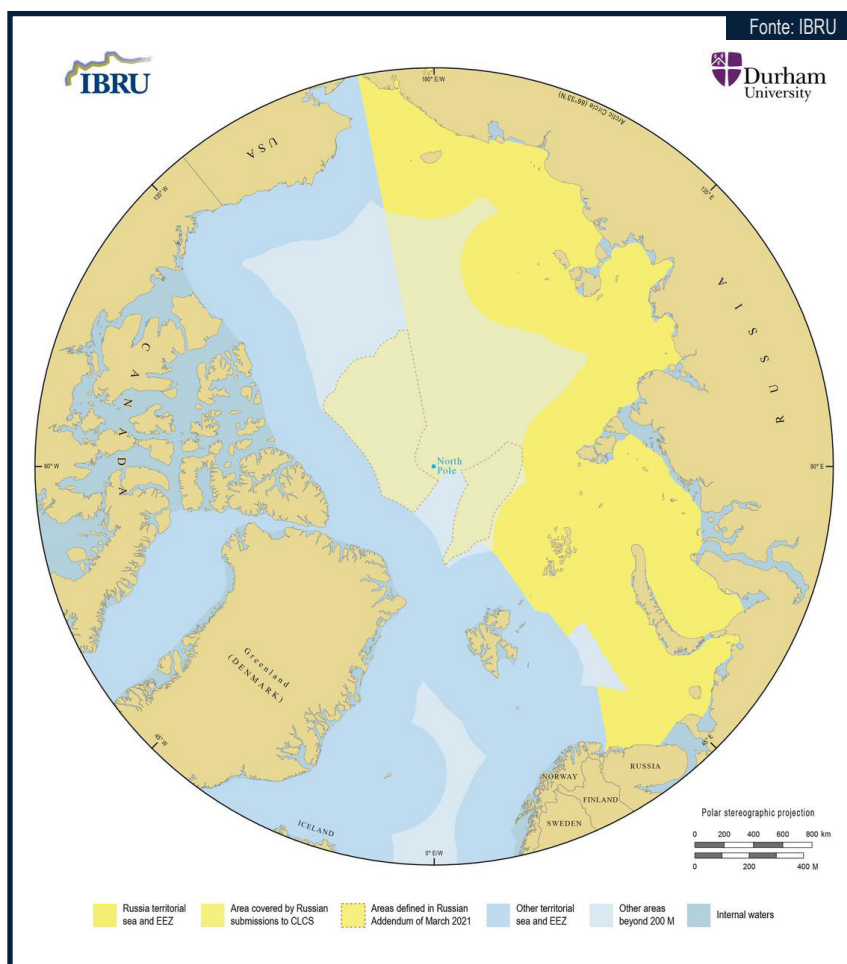 Fonte: IBRU
IBRU
Durham
University
180° E/W
Arctic Circle (66°33'N)
USA
135° W
135° E
CANADA
RUSSIA
North
Pole
90° W
90° E
Greenland
(DENMARK)
45° W
45° E
NORWAY
RUSSIA
FINLAND
SWEDEN
ICELAND
0° E/W
Polar stereographic projection
0 200 400 600 800 km
0 200 400 M
Russia territorial
sea and EEZ
Area covered by Russian
submissions to CLCS
Areas defined in Russian
Addendum of March 2021
Other territorial
sea and EEZ
Other areas
beyond 200 M
Internal waters